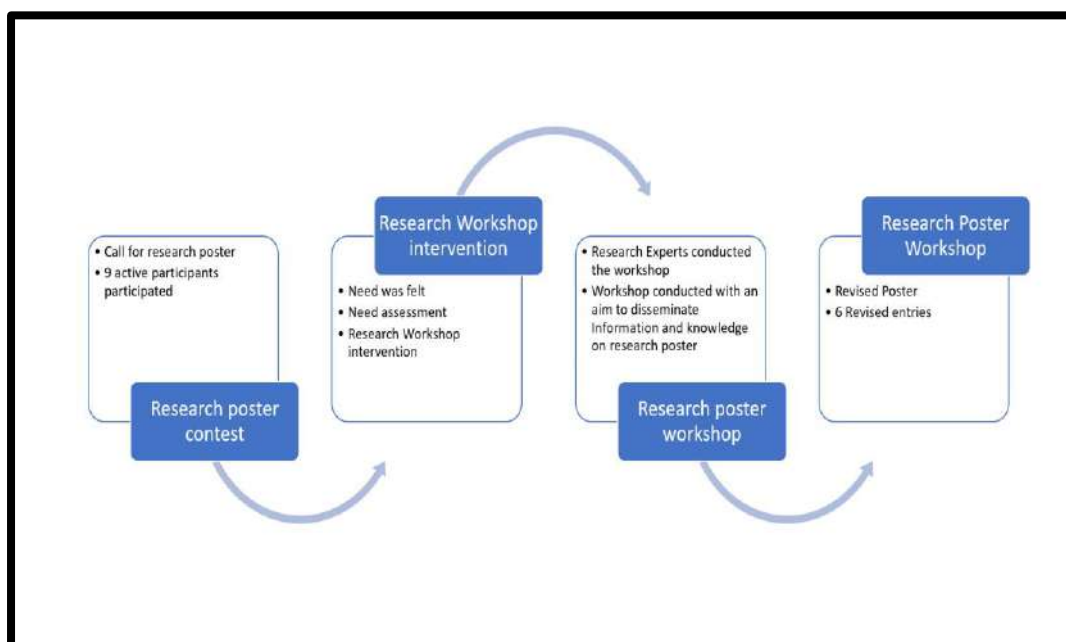 • Call for research poster
• 9 active participants
participated
Research poster
contest
Research Workshop
intervention
• Need was felt
• Need assessment
• Research Workshop
intervention
• Research Experts conducted
the workshop
• Workshop conducted with an
aim to disseminate
Information and knowledge
on research poster
Research poster
workshop
Research Poster
Workshop
• Revised Poster
• 6 Revised entries